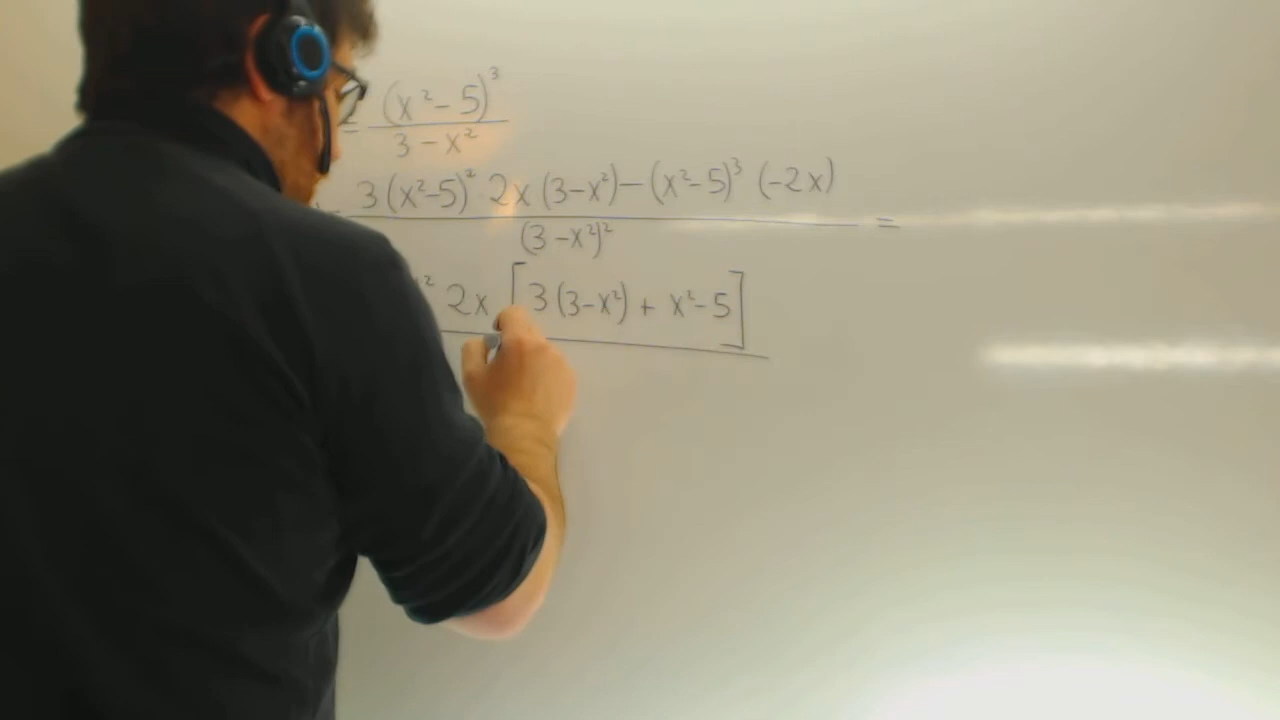 = (x²-5)³ / 3-x²
3(x²-5)² 2x (3-x²) - (x²-5)³ (-2x) / (3-x²)² =
² 2x [3(3-x²) + x²-5]